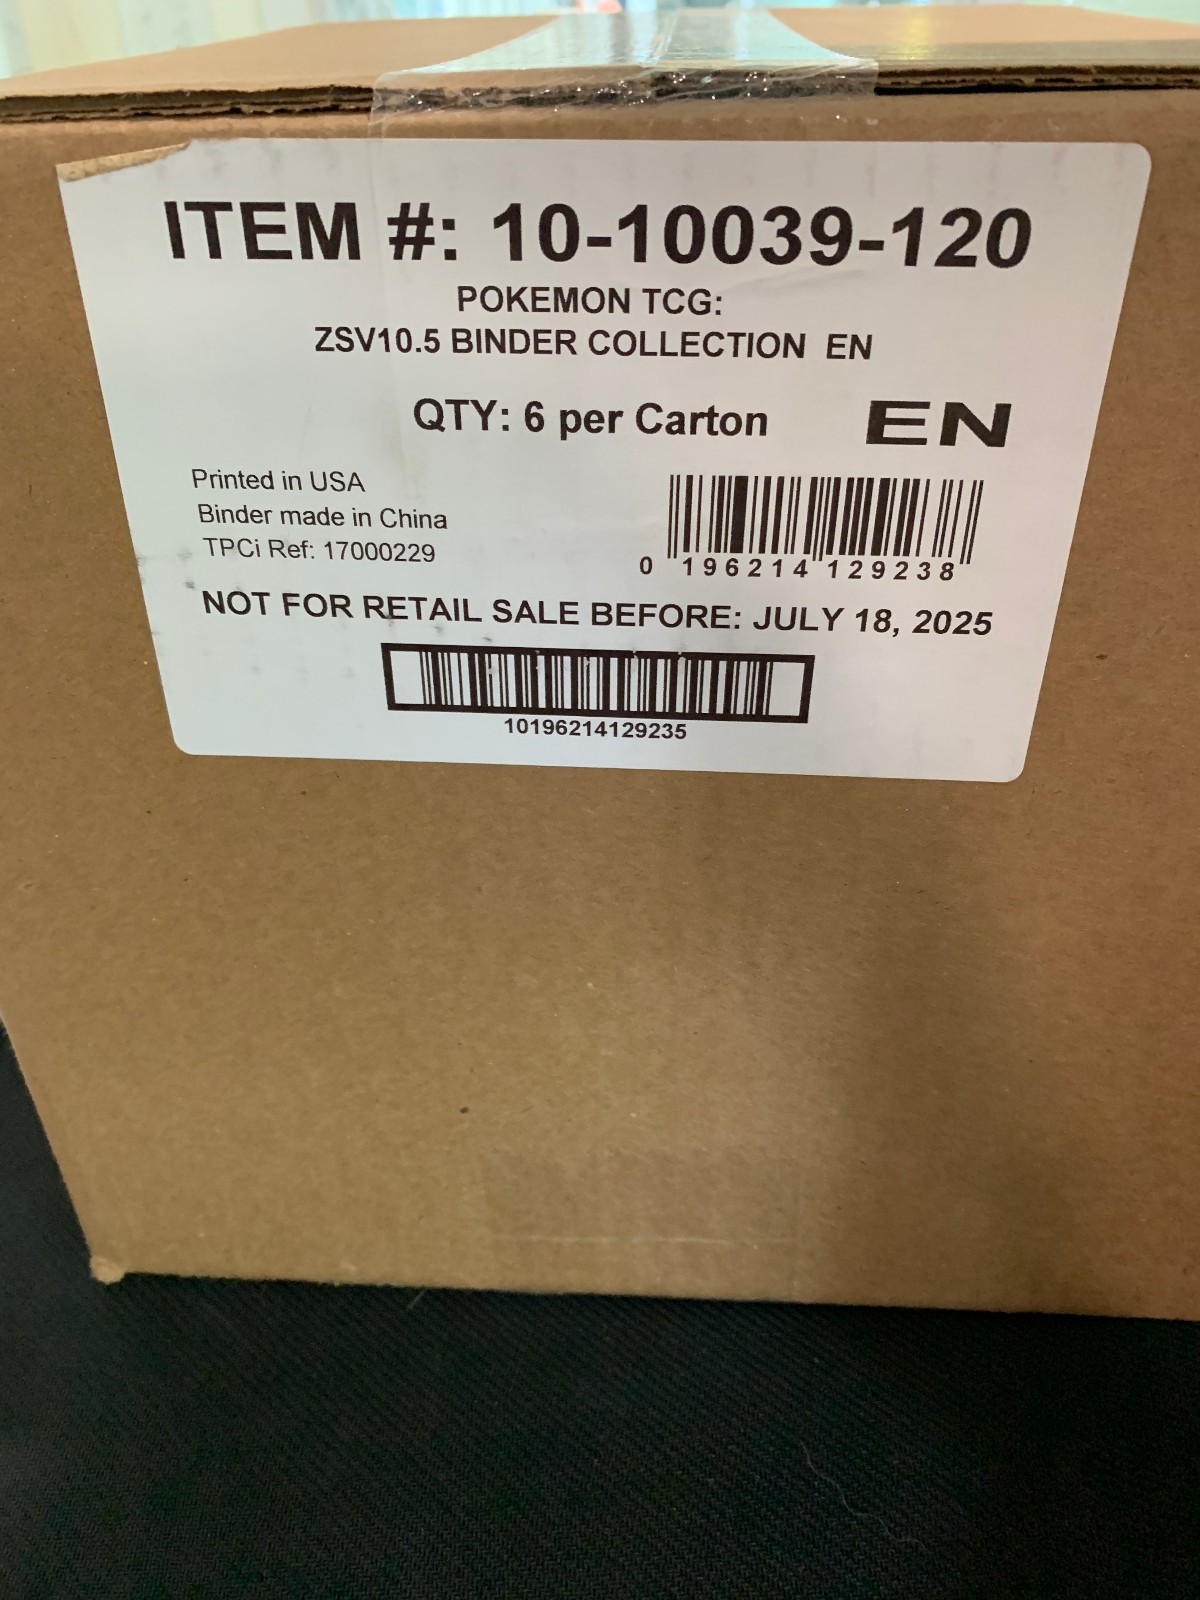 ITEM #: 10-10039-120
POKEMON TCG:
ZSV10.5 BINDER COLLECTION EN
QTY: 6 per Carton EN
Printed in USA
Binder made in China
TPCi Ref: 17000229
0 196214 129238
NOT FOR RETAIL SALE BEFORE: JULY 18, 2025
10196214129235